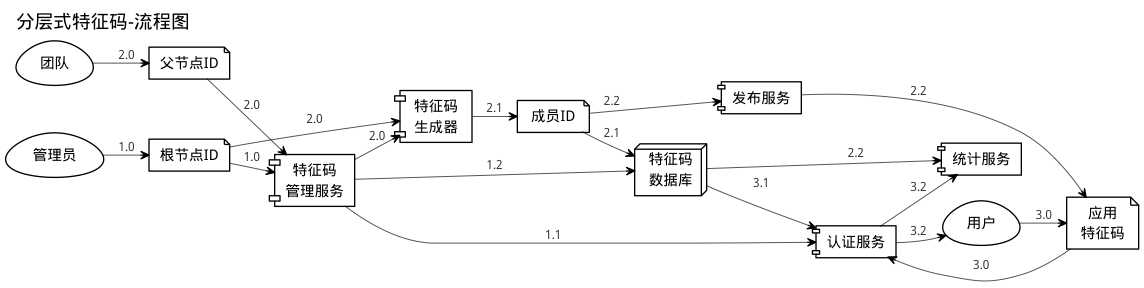 分层式特征码-流程图
团队
2.0
父节点ID
2.0
管理员
1.0
根节点ID
2.0
1.0
特征码
管理服务
2.0
特征码
生成器
2.1
成员ID
2.2
2.1
1.2
1.1
特征码
数据库
发布服务
2.2
2.2
3.1
统计服务
3.2
认证服务
3.2
用户
3.0
应用
特征码
3.0